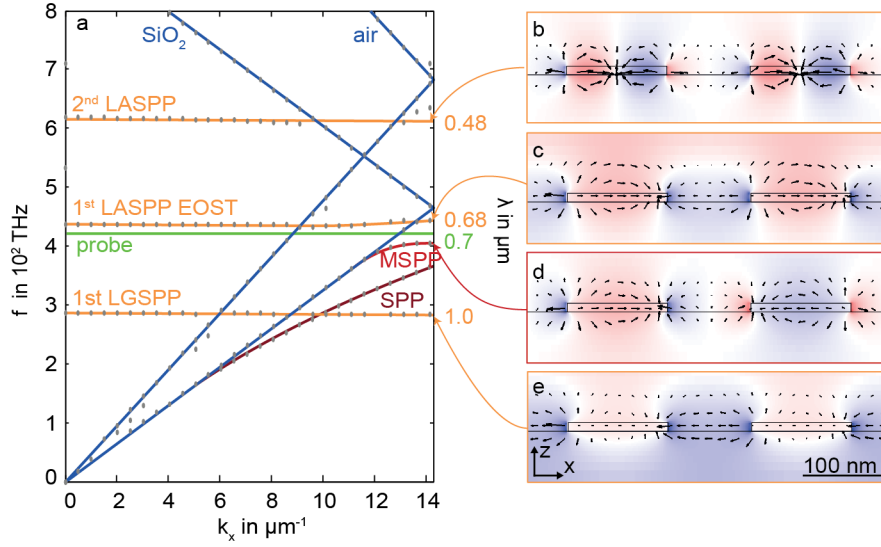 a
SiO₂
air
2ⁿᵈ LASPP
1ˢᵗ LASPP EOST
probe
MSPP
SPP
1st LGSPP
0.48
0.68
0.7
1.0
λ in μm
8
7
6
5
4
3
2
1
0
f in 10² THz
0 2 4 6 8 10 12 14
kₓ in μm⁻¹
b
c
d
e
z
x
100 nm